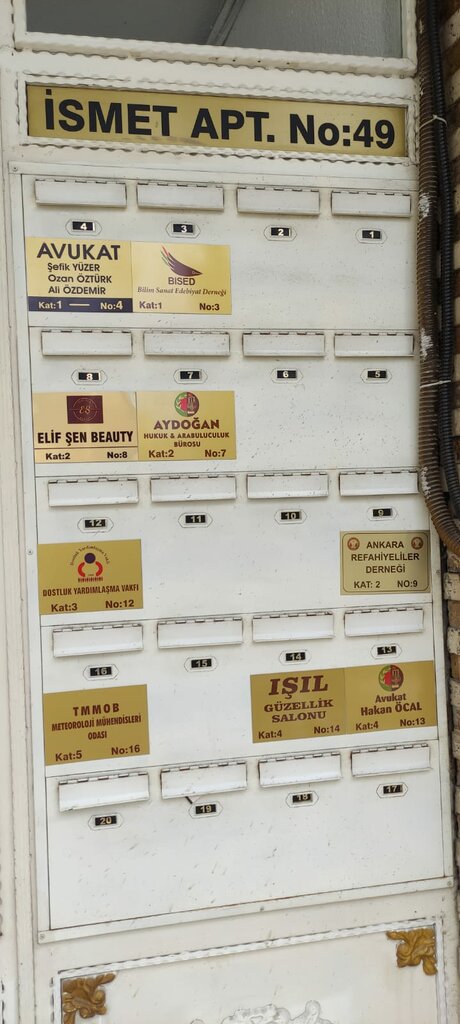 İSMET APT. No:49
4 3 2 1
AVUKAT
Şefik YÜZER
Ozan ÖZTÜRK
Ali ÖZDEMİR
Kat:1 No:4
BISED
Bilim Sanat Edebiyat Derneği
Kat:1 No:3
8 7 6 5
ES
ELİF ŞEN BEAUTY
Kat:2 No:8
AYDOĞAN
HUKUK & ARABULUCULUK
BÜROSU
Kat:2 No:7
12 11 10 9
Dostluk Yardımlaşma Vakfı
DOSTLUK YARDIMLAŞMA VAKFI
Kat:3 No:12
ANKARA
REFAHİYELİLER
DERNEĞİ
KAT: 2 NO:9
16 15 14 13
TMMOB
METEOROLOJİ MÜHENDİSLERİ
ODASI
Kat:5 No:16
IŞIL
GÜZELLİK
SALONU
Kat:4 No:14
Avukat
Hakan ÖCAL
Kat:4 No:13
20 19 18 17